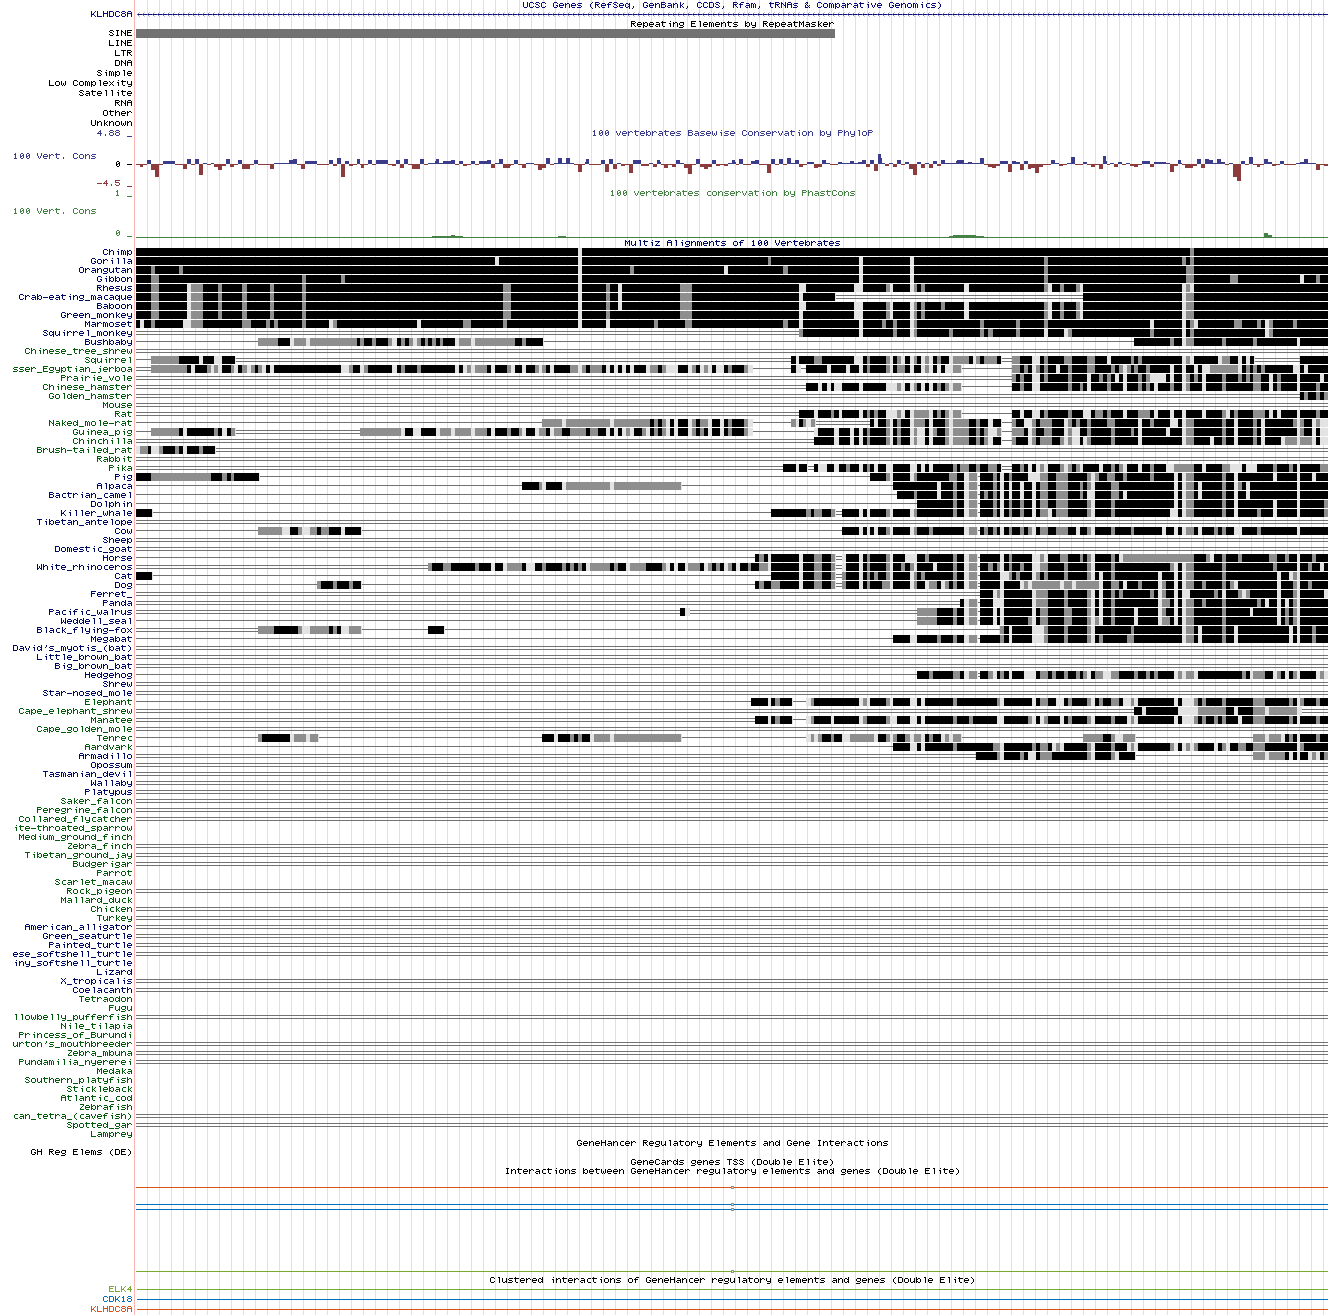 UCSC Genes (RefSeq, GenBank, CCDS, Rfam, tRNAs & Comparative Genomics)
KLHDC8A
Repeating Elements by RepeatMasker
SINE
LINE
LTR
DNA
Simple
Low Complexity
Satellite
RNA
Other
Unknown
4.88 _
100 vertebrates Basewise Conservation by PhyloP
100 Vert. Cons
0 _
-4.5 _
1 _
100 vertebrates conservation by PhastCons
100 Vert. Cons
0 _
Multiz Alignments of 100 Vertebrates
Chimp
Gorilla
Orangutan
Gibbon
Rhesus
Crab-eating_macaque
Baboon
Green_monkey
Marmoset
Squirrel_monkey
Bushbaby
Chinese_tree_shrew
Squirrel
sser_Egyptian_jerboa
Prairie_vole
Chinese_hamster
Golden_hamster
Mouse
Rat
Naked_mole-rat
Guinea_pig
Chinchilla
Brush-tailed_rat
Rabbit
Pika
Pig
Alpaca
Bactrian_camel
Dolphin
Killer_whale
Tibetan_antelope
Cow
Sheep
Domestic_goat
Horse
White_rhinoceros
Cat
Dog
Ferret_
Panda
Pacific_walrus
Weddell_seal
Black_flying-fox
Megabat
David's_myotis_(bat)
Little_brown_bat
Big_brown_bat
Hedgehog
Shrew
Star-nosed_mole
Elephant
Cape_elephant_shrew
Manatee
Cape_golden_mole
Tenrec
Aardvark
Armadillo
Opossum
Tasmanian_devil
Wallaby
Platypus
Saker_falcon
Peregrine_falcon
Collared_flycatcher
ite-throated_sparrow
Medium_ground_finch
Zebra_finch
Tibetan_ground_jay
Budgerigar
Parrot
Scarlet_macaw
Rock_pigeon
Mallard_duck
Chicken
Turkey
American_alligator
Green_seaturtle
Painted_turtle
ese_softshell_turtle
iny_softshell_turtle
Lizard
X_tropicalis
Coelacanth
Tetraodon
Fugu
llowbelly_pufferfish
Nile_tilapia
Princess_of_Burundi
urton's_mouthbreeder
Zebra_mbuna
Pundamilia_nyererei
Medaka
Southern_platyfish
Stickleback
Atlantic_cod
Zebrafish
can_tetra_(cavefish)
Spotted_gar
Lamprey
GeneHancer Regulatory Elements and Gene Interactions
GH Reg Elems (DE)
GeneCards genes TSS (Double Elite)
Interactions between GeneHancer regulatory elements and genes (Double Elite)
Clustered interactions of GeneHancer regulatory elements and genes (Double Elite)
ELK4
CDK18
KLHDC8A